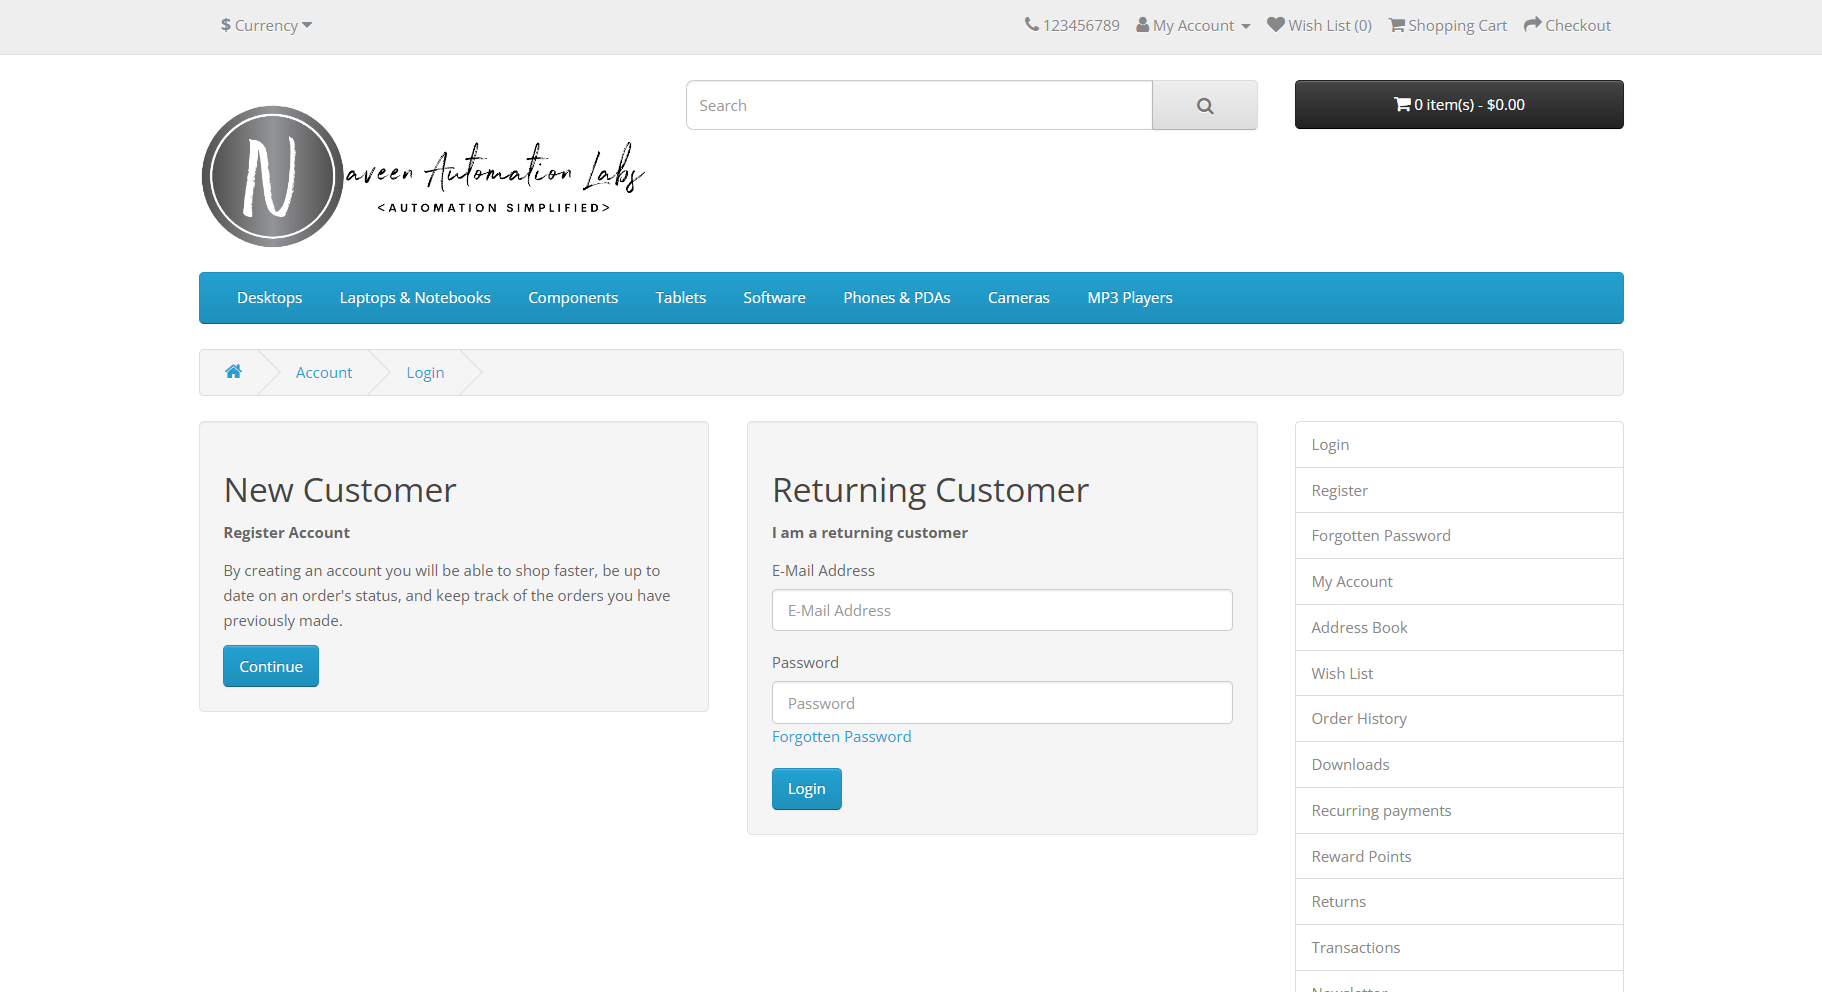 $ Currency
123456789 My Account Wish List (0) Shopping Cart Checkout
Search
0 item(s) - $0.00
N
aveen Automation Labs
<AUTOMATION SIMPLIFIED>
Desktops Laptops & Notebooks Components Tablets Software Phones & PDAs Cameras MP3 Players
Account Login
New Customer
Register Account
By creating an account you will be able to shop faster, be up to
date on an order's status, and keep track of the orders you have
previously made.
Continue
Returning Customer
I am a returning customer
E-Mail Address
E-Mail Address
Password
Password
Forgotten Password
Login
Login
Register
Forgotten Password
My Account
Address Book
Wish List
Order History
Downloads
Recurring payments
Reward Points
Returns
Transactions
Newsletter